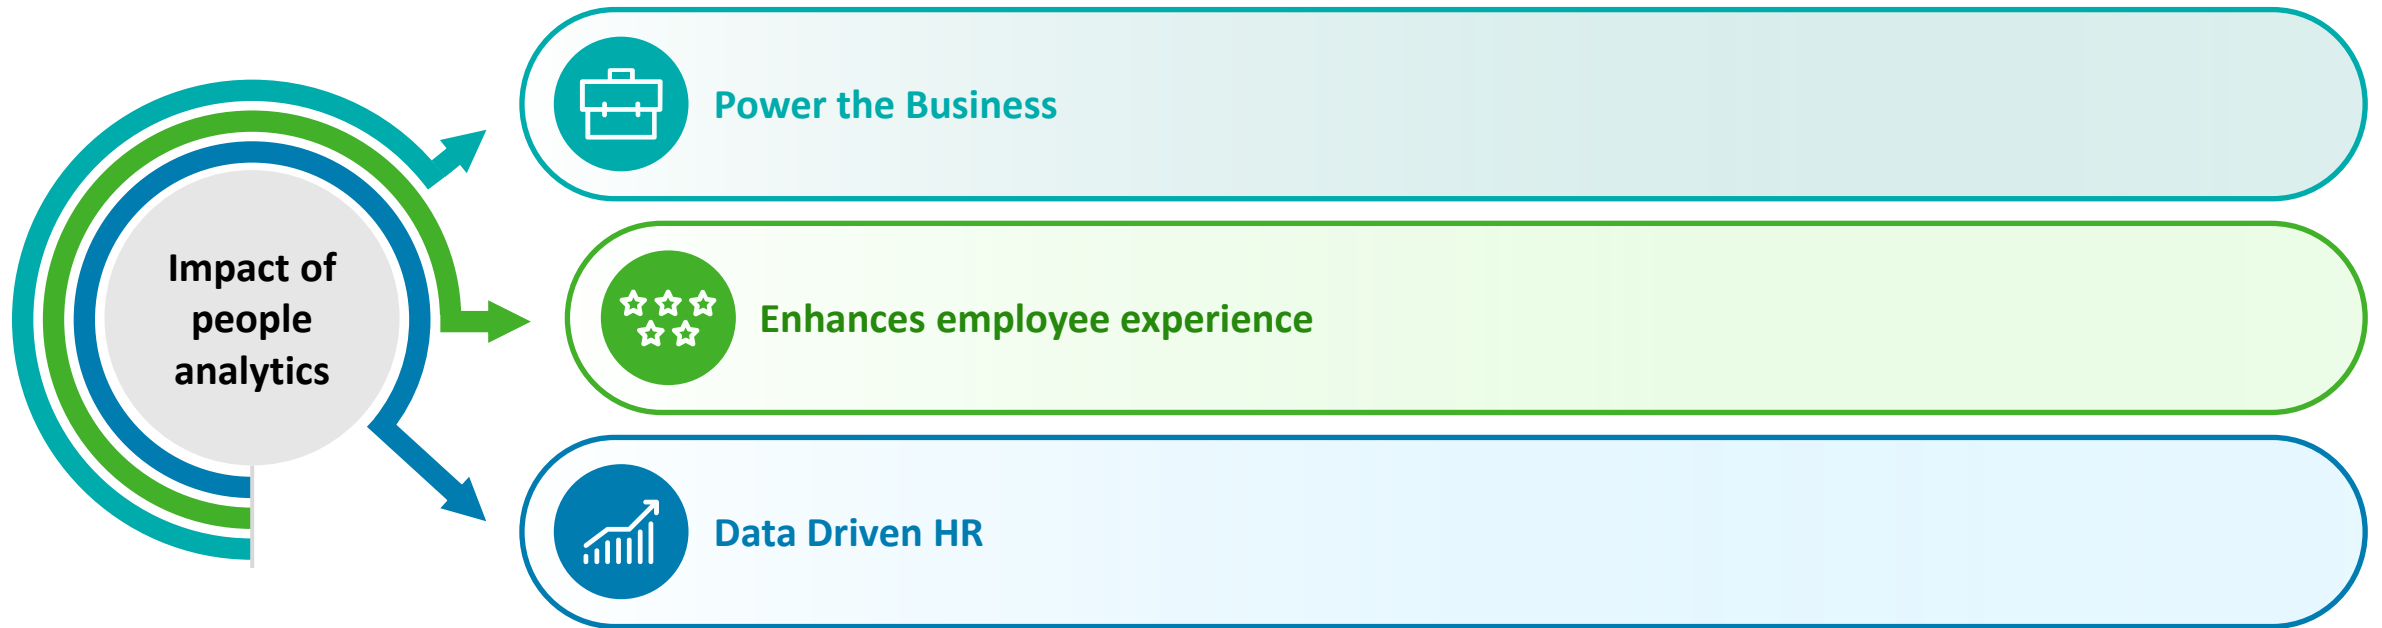 Impact of
people
analytics
Power the Business
Enhances employee experience
Data Driven HR